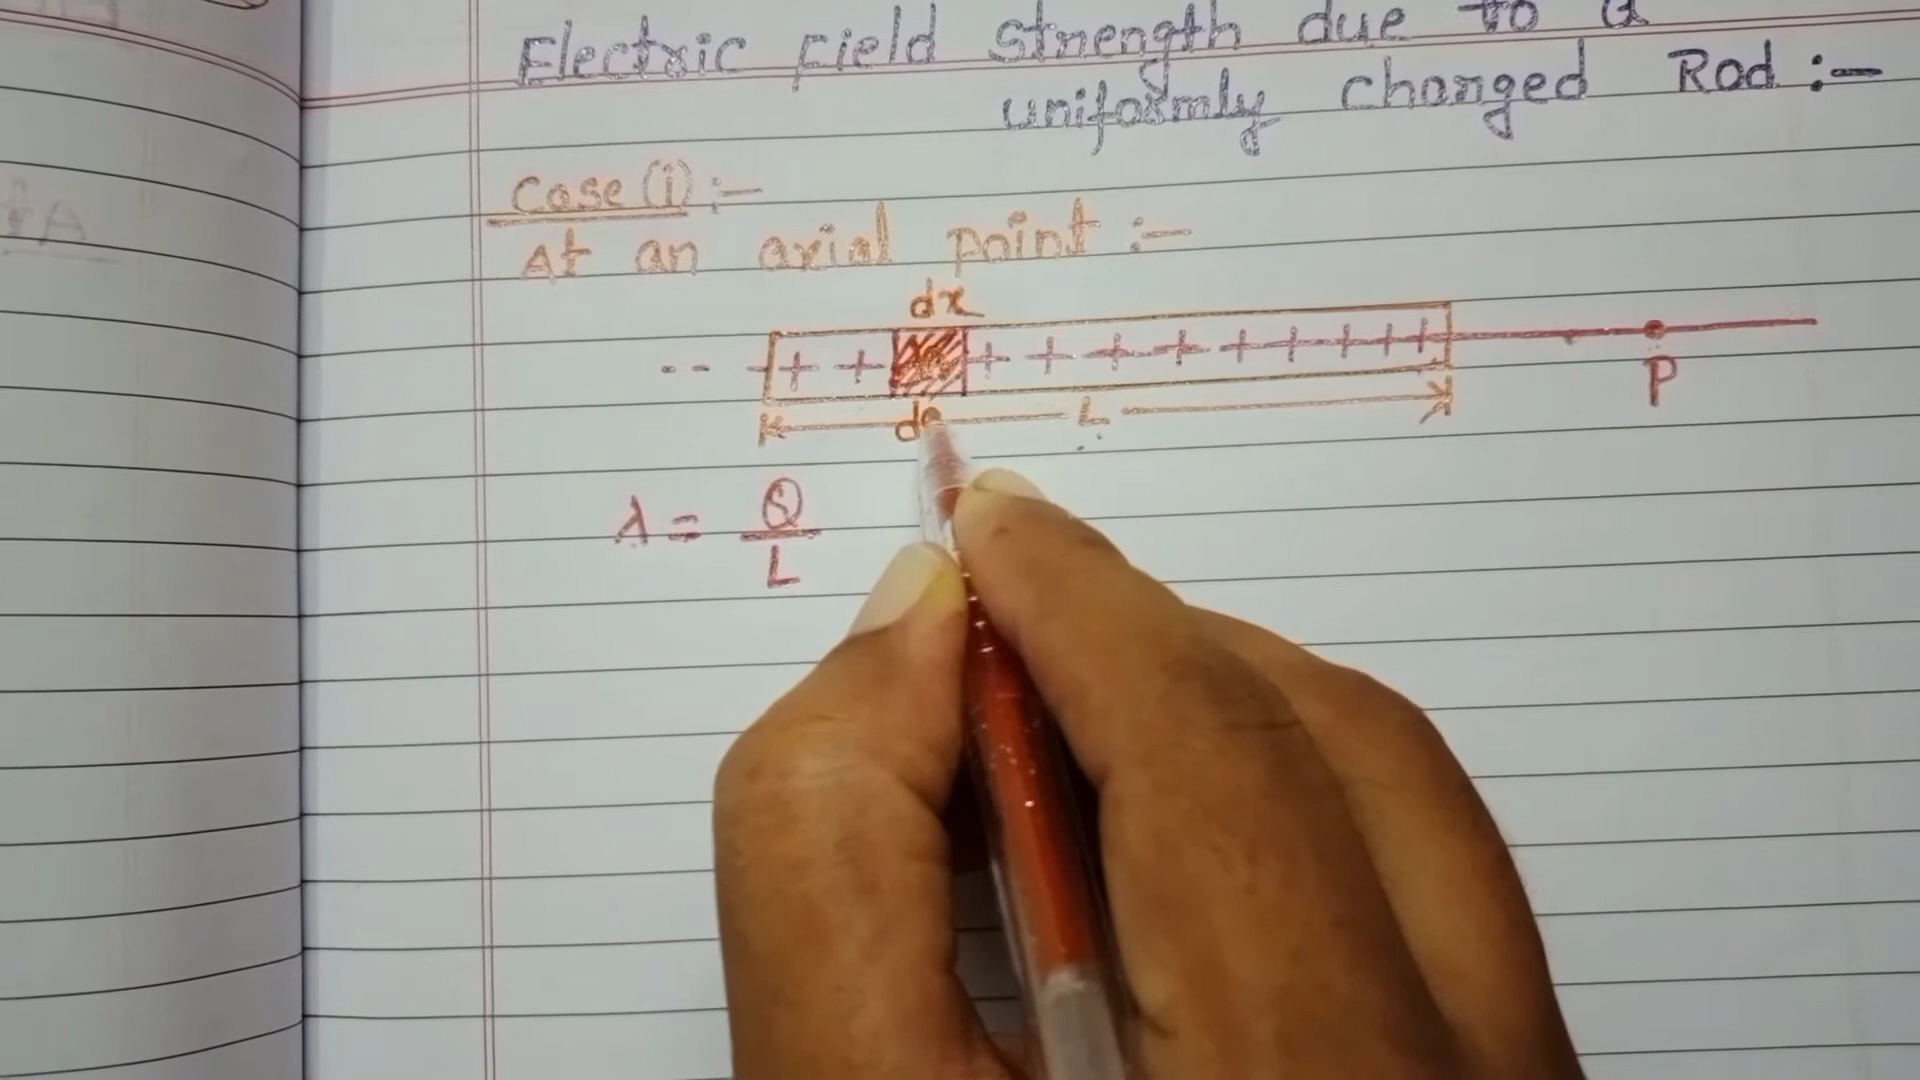 Electric Field Strength due to a
uniformly charged Rod :-
Case (i) :-
At an axial point :-
dx
-- + + + + + + + + + + +
P
L
λ = Q
L